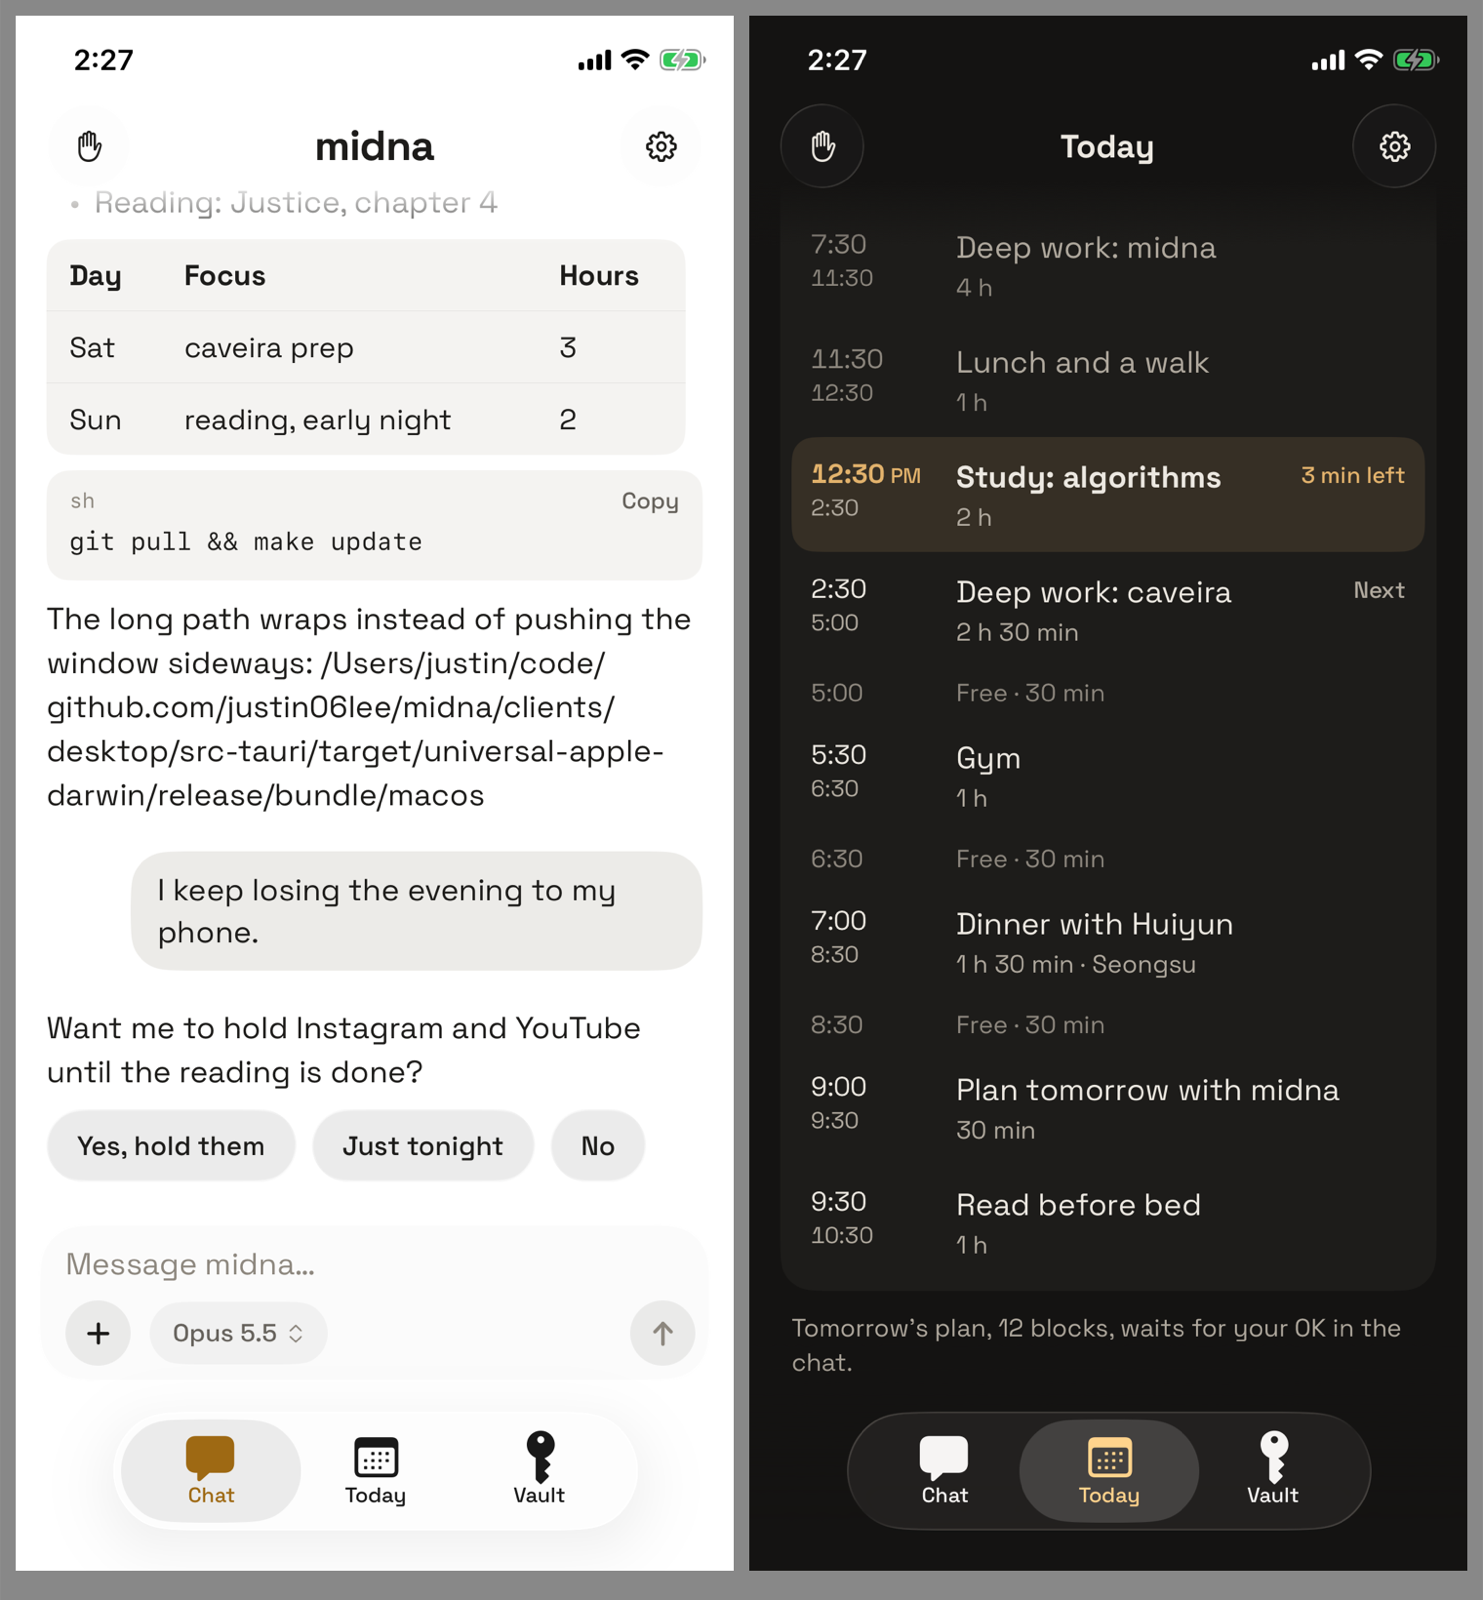 2:27
midna
• Reading: Justice, chapter 4
Day Focus Hours
Sat caveira prep 3
Sun reading, early night 2
sh Copy
git pull && make update
The long path wraps instead of pushing the
window sideways: /Users/justin/code/
github.com/justin06lee/midna/clients/
desktop/src-tauri/target/universal-apple-
darwin/release/bundle/macos
I keep losing the evening to my
phone.
Want me to hold Instagram and YouTube
until the reading is done?
Yes, hold them Just tonight No
Message midna...
Opus 5.5
Chat Today Vault
2:27
Today
7:30 Deep work: midna
11:30 4 h
11:30 Lunch and a walk
12:30 1 h
12:30 PM Study: algorithms 3 min left
2:30 2 h
2:30 Deep work: caveira Next
5:00 2 h 30 min
5:00 Free · 30 min
5:30 Gym
6:30 1 h
6:30 Free · 30 min
7:00 Dinner with Huiyun
8:30 1 h 30 min · Seongsu
8:30 Free · 30 min
9:00 Plan tomorrow with midna
9:30 30 min
9:30 Read before bed
10:30 1 h
Tomorrow's plan, 12 blocks, waits for your OK in the
chat.
Chat Today Vault